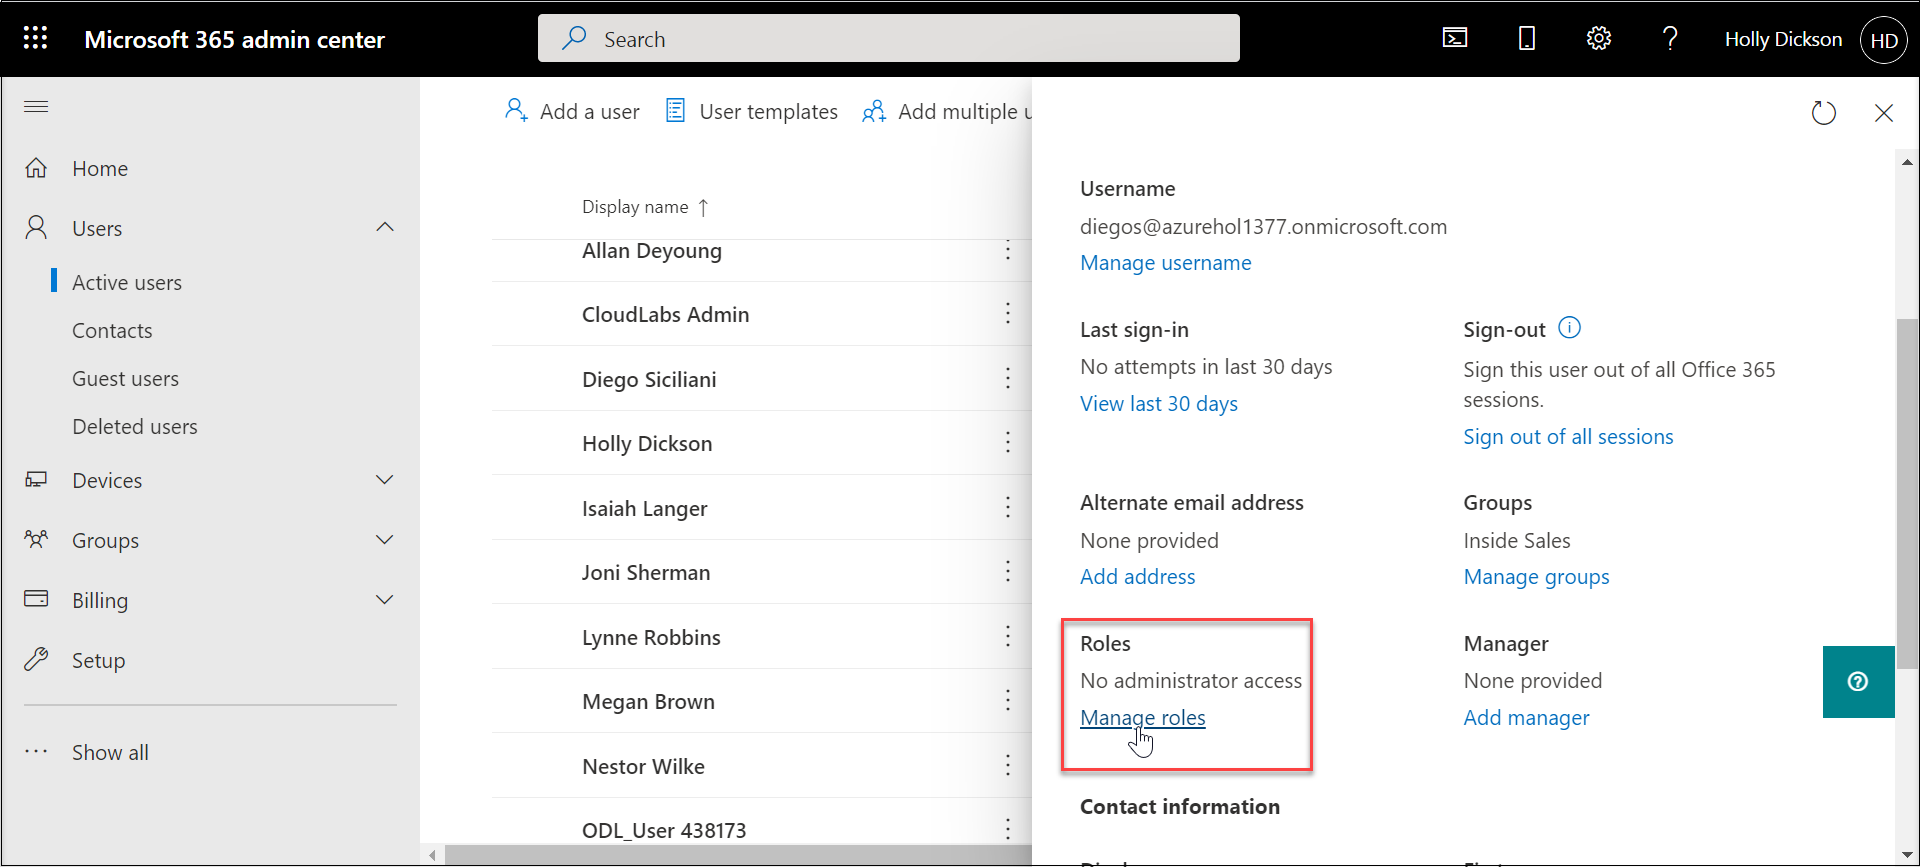 Microsoft 365 admin center
Search
Holly Dickson
HD
Home
Users
Active users
Contacts
Guest users
Deleted users
Devices
Groups
Billing
Setup
Show all
Add a user
User templates
Add multiple u
Display name ↑
Allan Deyoung
CloudLabs Admin
Diego Siciliani
Holly Dickson
Isaiah Langer
Joni Sherman
Lynne Robbins
Megan Brown
Nestor Wilke
ODL_User 438173
Username
diegos@azurehol1377.onmicrosoft.com
Manage username
Last sign-in
No attempts in last 30 days
View last 30 days
Sign-out
Sign this user out of all Office 365
sessions.
Sign out of all sessions
Alternate email address
None provided
Add address
Groups
Inside Sales
Manage groups
Roles
No administrator access
Manage roles
Manager
None provided
Add manager
Contact information